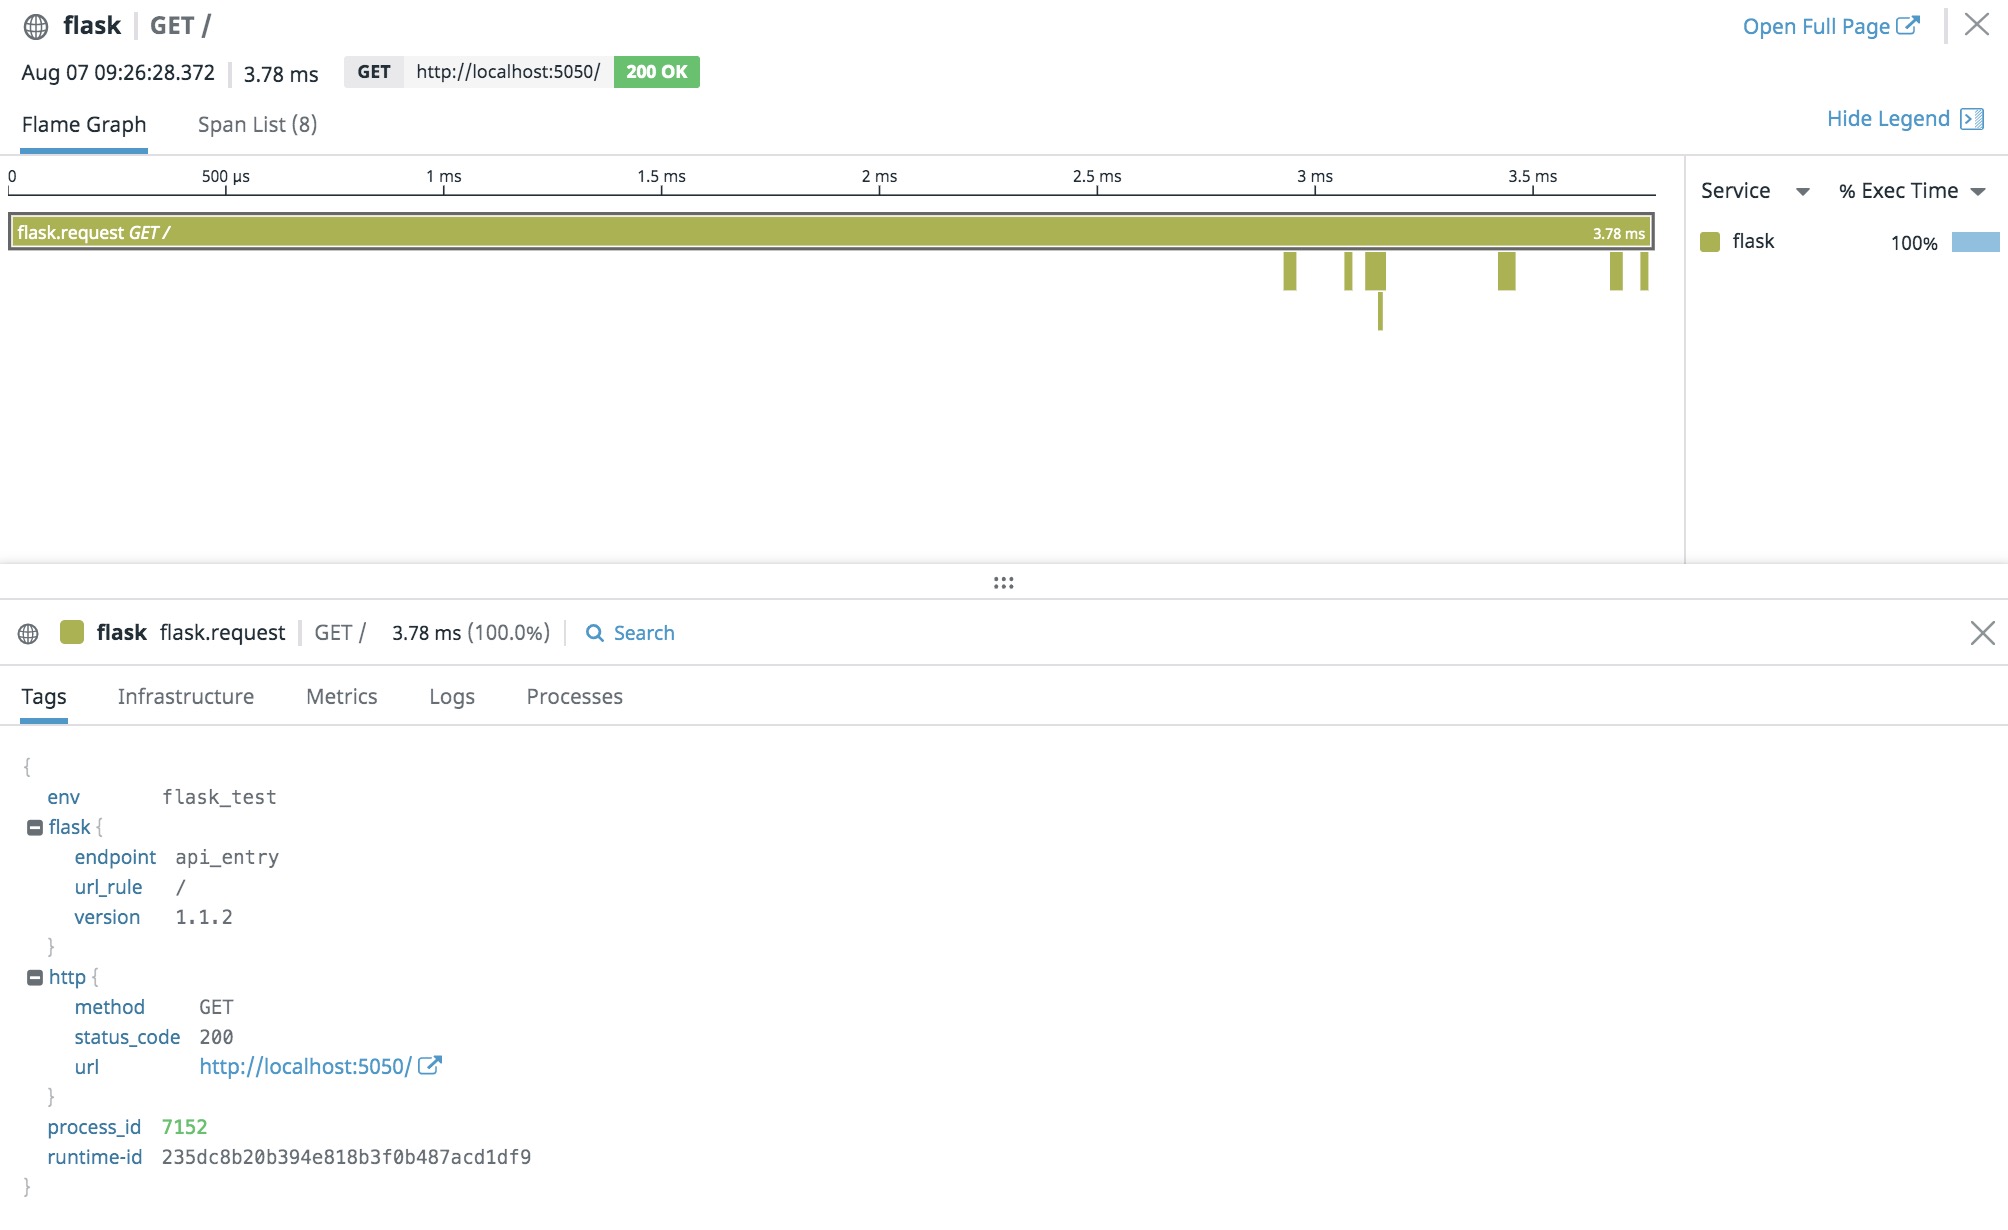 flask GET / Open Full Page
Aug 07 09:26:28.372 3.78 ms GET http://localhost:5050/ 200 OK
Flame Graph Span List (8) Hide Legend
0 500 µs 1 ms 1.5 ms 2 ms 2.5 ms 3 ms 3.5 ms
Service % Exec Time
flask.request GET / 3.78 ms
flask 100%
flask flask.request GET / 3.78 ms (100.0%) Search
Tags Infrastructure Metrics Logs Processes
{
env flask_test
flask {
endpoint api_entry
url_rule /
version 1.1.2
}
http {
method GET
status_code 200
url http://localhost:5050/
}
process_id 7152
runtime-id 235dc8b20b394e818b3f0b487acd1df9
}